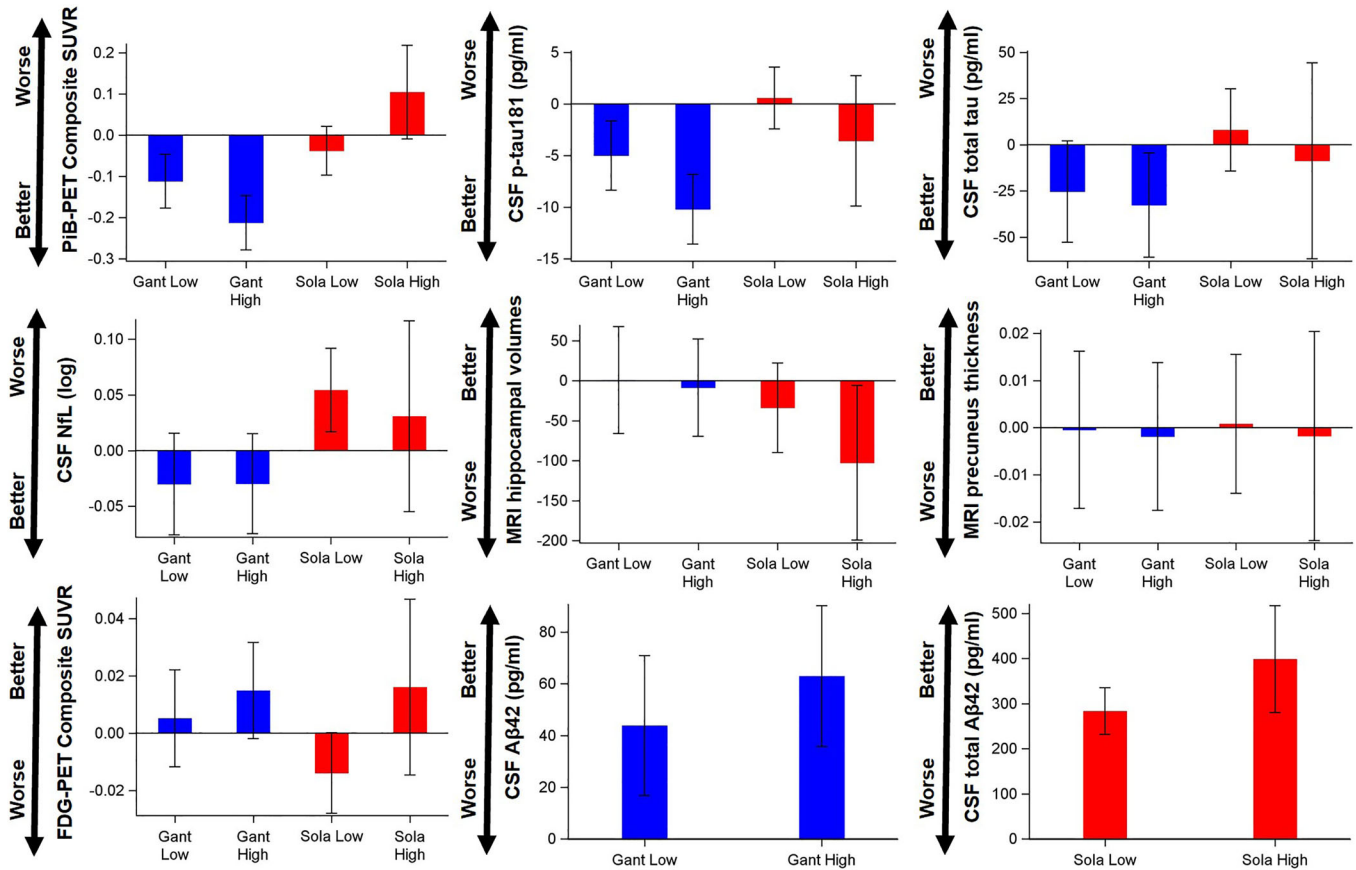 Worse
Better
PiB-PET Composite SUVR
0.2
0.1
0.0
-0.1
-0.2
-0.3
Gant Low
Gant
High
Sola Low
Sola High
Worse
Better
CSF p-tau181 (pg/ml)
5
0
-5
-10
-15
Gant Low
Gant
High
Sola Low
Sola High
Worse
Better
CSF total tau (pg/ml)
50
25
0
-25
-50
Gant Low
Gant
High
Sola Low
Sola High
Worse
Better
CSF NfL (log)
0.10
0.05
0.00
-0.05
Gant
Low
Gant
High
Sola Low
Sola
High
Better
Worse
MRI hippocampal volumes
50
0
-50
-100
-150
-200
Gant Low
Gant
High
Sola Low
Sola
High
Better
Worse
MRI precuneus thickness
0.02
0.01
0.00
-0.01
-0.02
Gant
Low
Gant
High
Sola Low
Sola
High
Better
Worse
FDG-PET Composite SUVR
0.04
0.02
0.00
-0.02
Gant
Low
Gant
High
Sola Low
Sola
High
Better
Worse
CSF Aβ42 (pg/ml)
80
60
40
20
0
Gant Low
Gant High
Better
Worse
CSF total Aβ42 (pg/ml)
500
400
300
200
100
0
Sola Low
Sola High